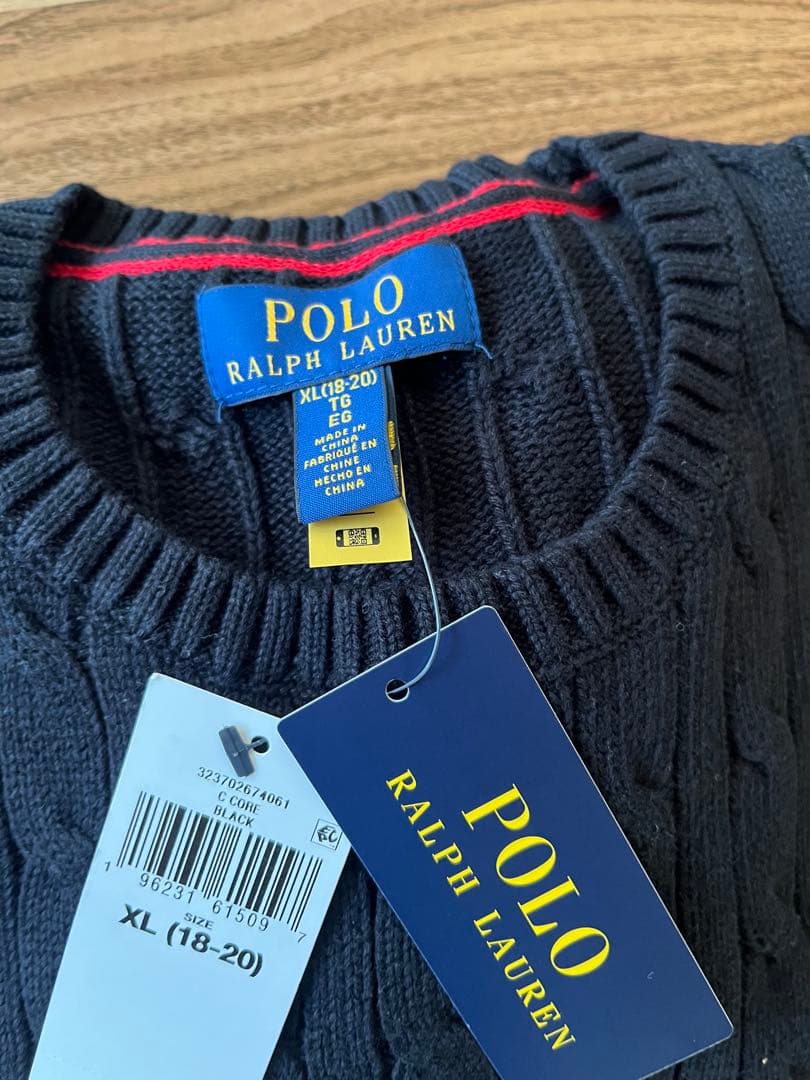 POLO
RALPH LAUREN
XL(18-20)
TG
EG
MADE IN
CHINA
FABRIQUÉ EN
CHINE
HECHO EN
CHINA
323702674061
C CORE
BLACK
1 96231 61509 7
SIZE
XL (18-20)
POLO
RALPH LAUREN